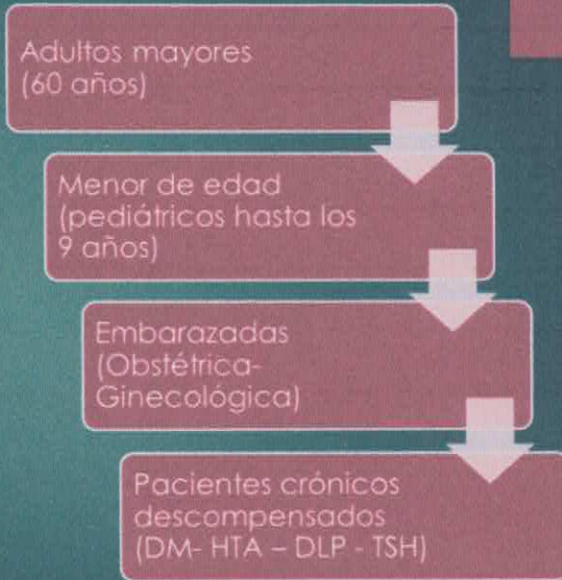 Adultos mayores
(60 años)
Menor de edad
(pediátricos hasta los
9 años)
Embarazadas
(Obstétrica-
Ginecológica)
Pacientes crónicos
descompensados
(DM- HTA – DLP - TSH)